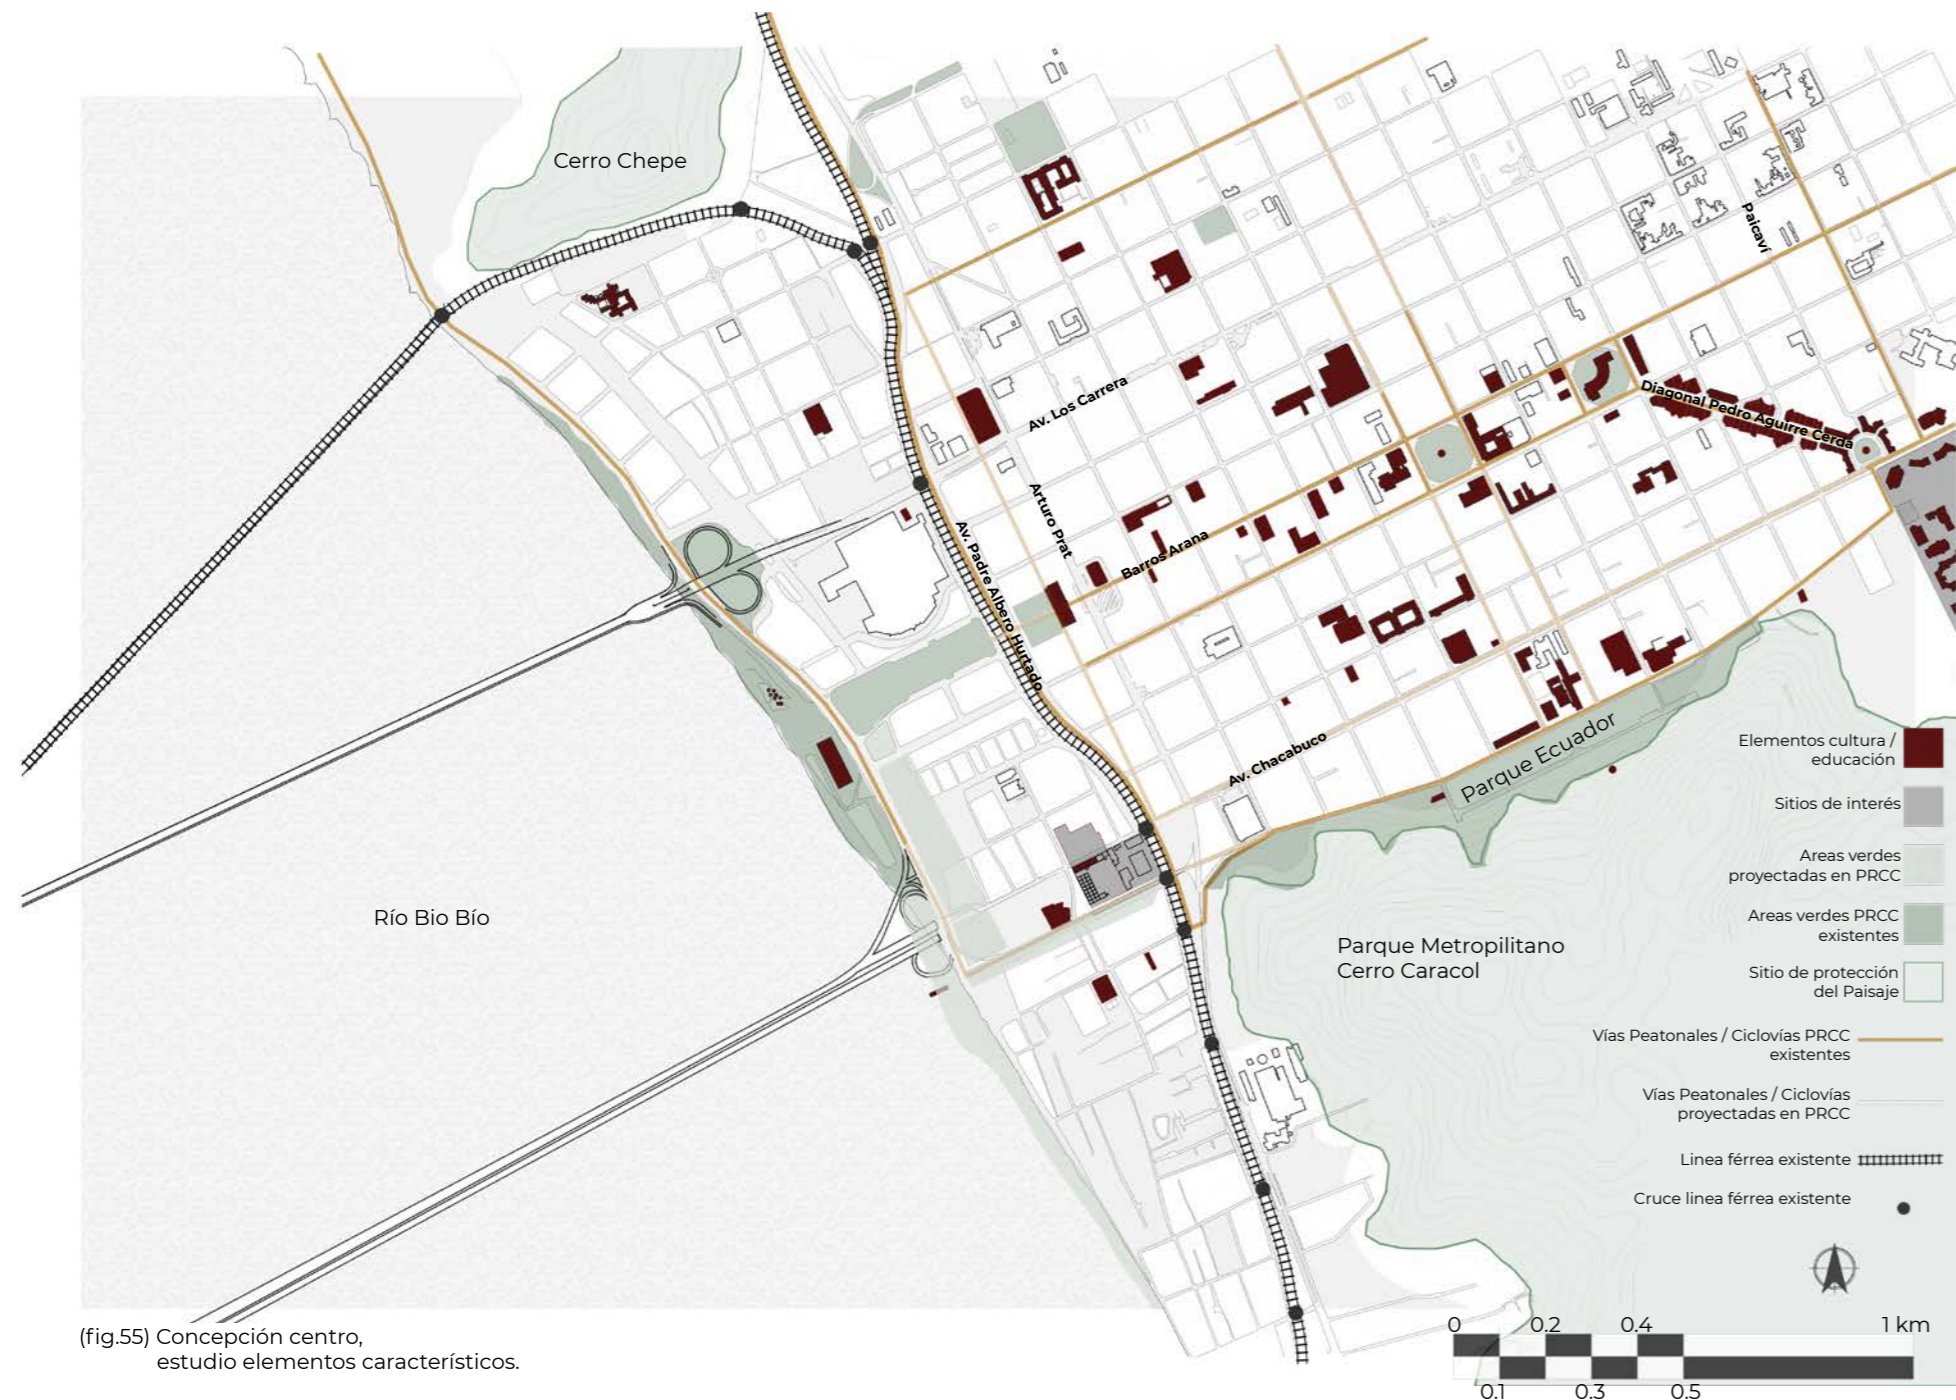 Cerro Chepe
Paicaví
Av. Los Carrera
Diagonal Pedro Aguirre Cerda
Arturo Prat
Av. Padre Albero Hurtado
Barros Arana
Av. Chacabuco
Parque Ecuador
Río Bio Bío
Parque Metropilitano
Cerro Caracol
Elementos cultura /
educación
Sitios de interés
Areas verdes
proyectadas en PRCC
Areas verdes PRCC
existentes
Sitio de protección
del Paisaje
Vías Peatonales / Ciclovías PRCC
existentes
Vías Peatonales / Ciclovías
proyectadas en PRCC
Linea férrea existente
Cruce linea férrea existente
0 0.2 0.4 1 km
0.1 0.3 0.5
(fig.55) Concepción centro,
estudio elementos característicos.